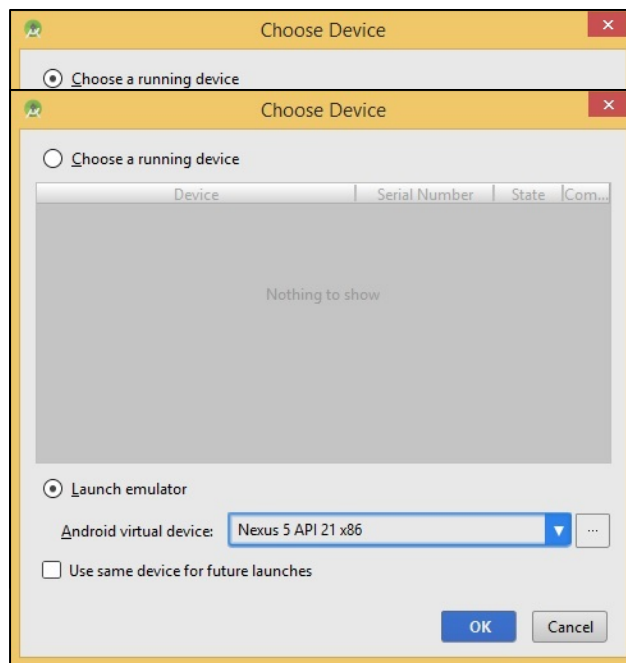 Choose Device
Choose a running device
Choose Device
Choose a running device
Device Serial Number State Com...
Nothing to show
Launch emulator
Android virtual device: Nexus 5 API 21 x86 ...
Use same device for future launches
OK Cancel